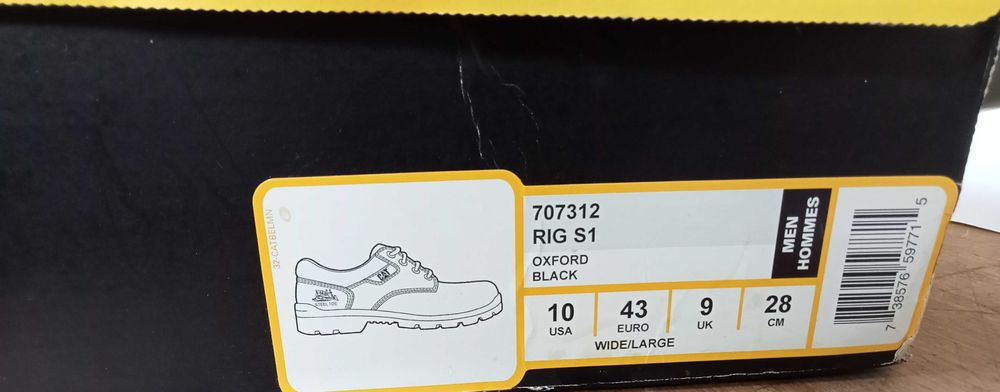 32-CATBELMN
CAT
STEEL TOE
707312
RIG S1
OXFORD
BLACK
MEN
HOMMES
10 43 9 28
USA EURO UK CM
WIDE/LARGE
7 38576 59771 5